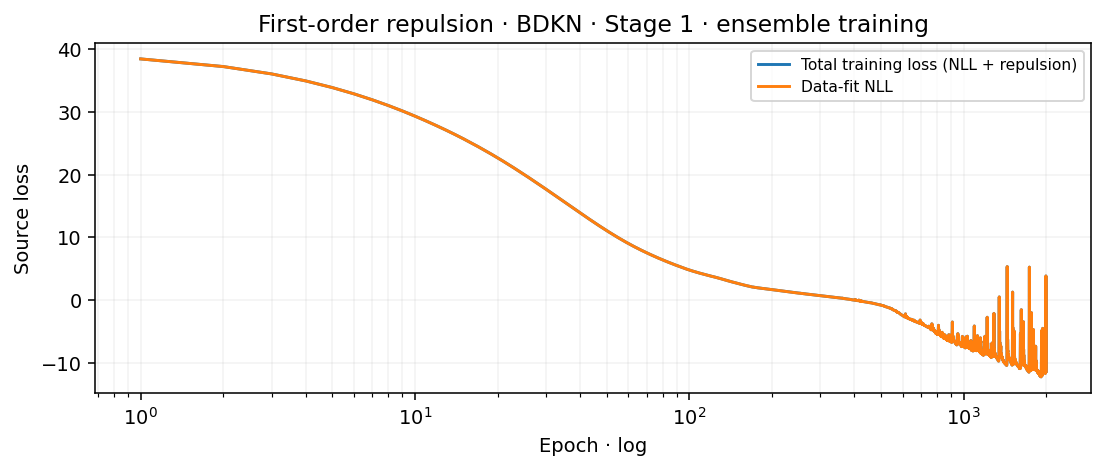 First-order repulsion · BDKN · Stage 1 · ensemble training
40
30
20
10
0
−10
Source loss
Total training loss (NLL + repulsion)
Data-fit NLL
10⁰
10¹
10²
10³
Epoch · log